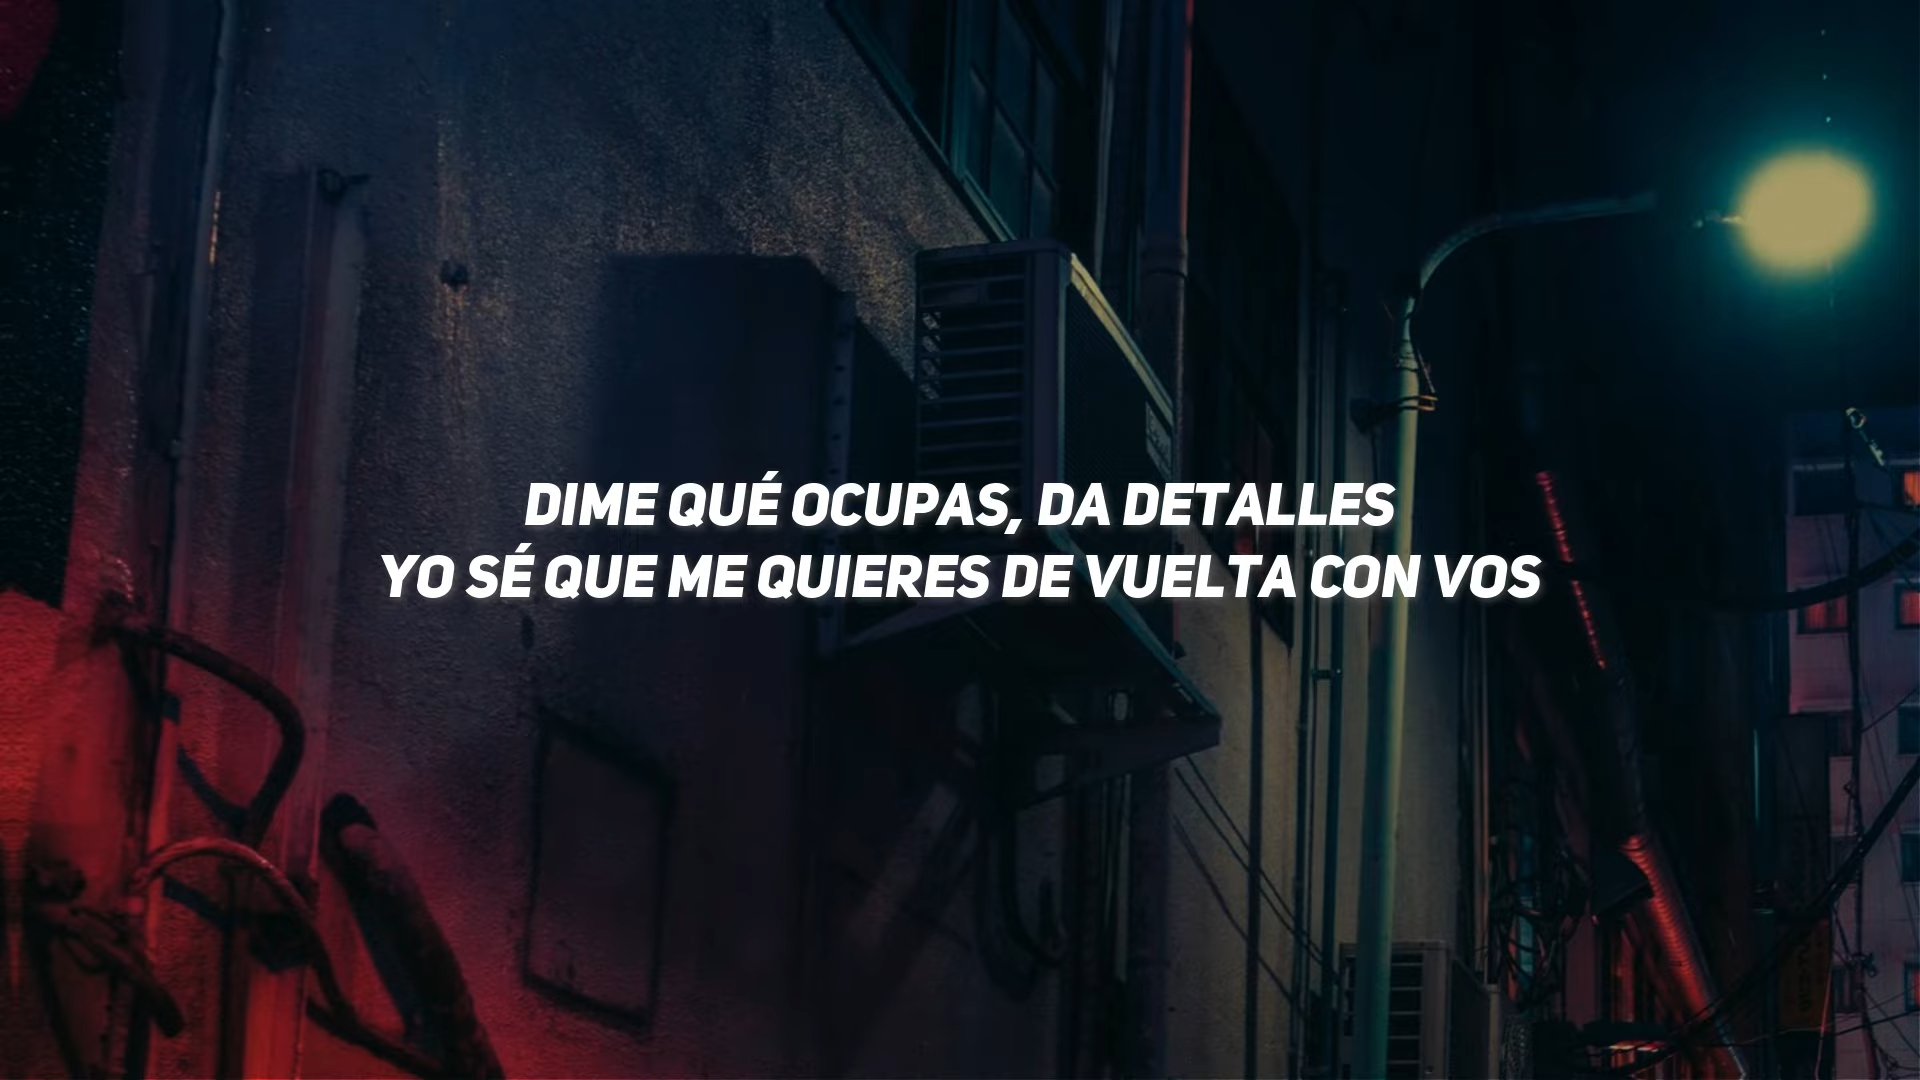 DIME QUÉ OCUPAS, DA DETALLES
YO SÉ QUE ME QUIERES DE VUELTA CON VOS